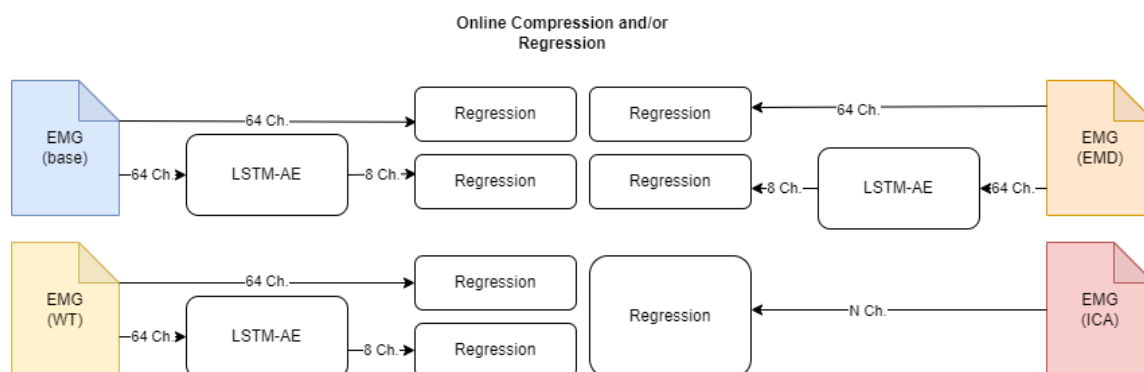 Online Compression and/or
Regression
EMG
(base)
64 Ch.
Regression
64 Ch.
LSTM-AE
8 Ch.
Regression
Regression
64 Ch.
EMG
(EMD)
Regression
8 Ch.
LSTM-AE
64 Ch.
EMG
(WT)
64 Ch.
Regression
64 Ch.
LSTM-AE
8 Ch.
Regression
Regression
N Ch.
EMG
(ICA)